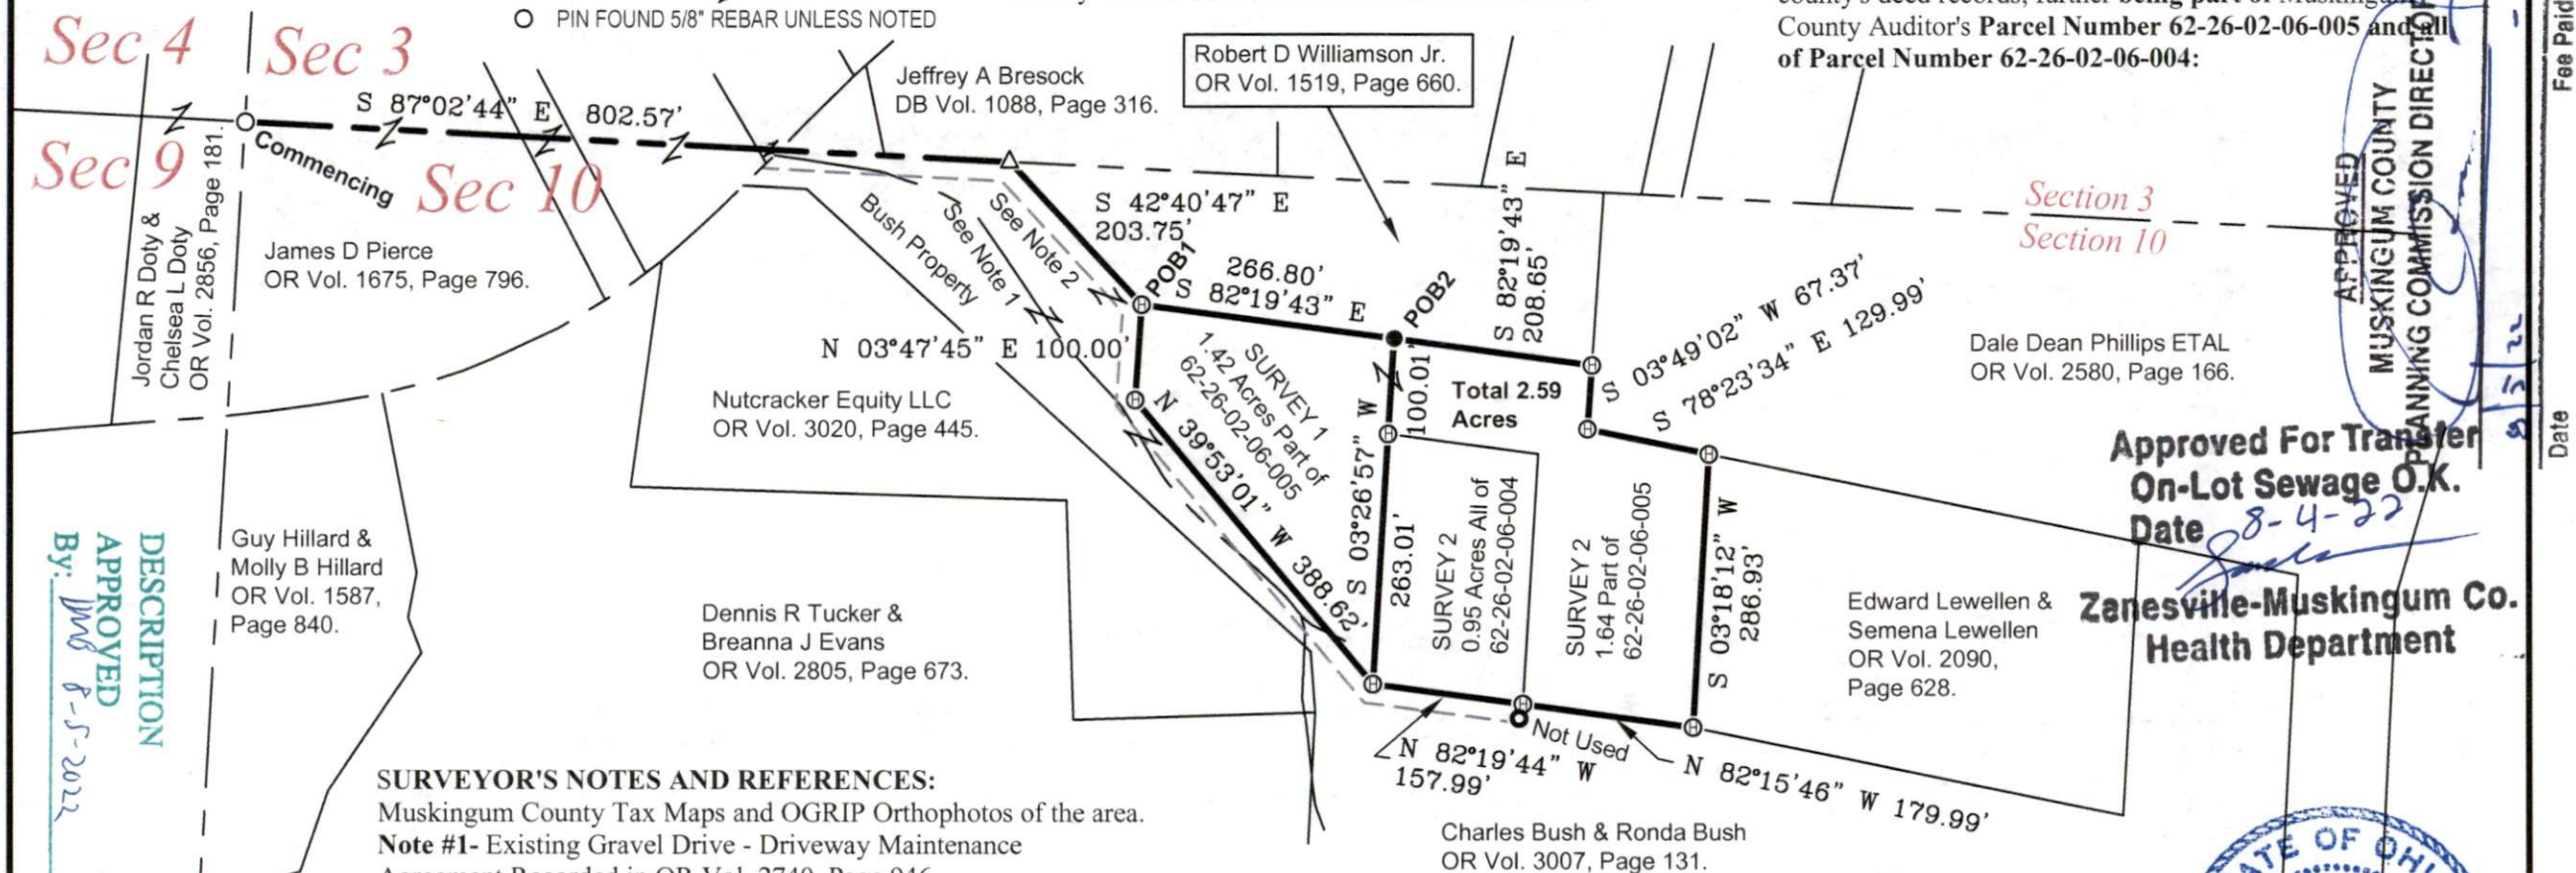 O PIN FOUND 5/8" REBAR UNLESS NOTED
County Auditor's Parcel Number 62-26-02-06-005 and all
of Parcel Number 62-26-02-06-004:
Sec 4
Sec 3
Sec 9
Sec 10
S 87°02'44" E 802.57'
Commencing
Jeffrey A Bresock
DB Vol. 1088, Page 316.
Robert D Williamson Jr.
OR Vol. 1519, Page 660.
Jordan R Doty &
Chelsea L Doty
OR Vol. 2856, Page 181.
James D Pierce
OR Vol. 1675, Page 796.
Bush Property
See Note 1
See Note 2
S 42°40'47" E
203.75'
POB1
266.80'
S 82°19'43" E
POB2
S 82°19'43" E
208.65'
S 03°49'02" W 67.37'
S 78°23'34" E 129.99'
Section 3
Section 10
N 03°47'45" E 100.00'
SURVEY 1
1.42 Acres Part of
62-26-02-06-005
100.01'
Total 2.59
Acres
Dale Dean Phillips ETAL
OR Vol. 2580, Page 166.
Nutcracker Equity LLC
OR Vol. 3020, Page 445.
N 39°53'01" W 388.62'
S 03°26'57" W
263.01'
SURVEY 2
0.95 Acres All of
62-26-02-06-004
SURVEY 2
1.64 Part of
62-26-02-06-005
S 03°18'12" W
286.93'
Guy Hillard &
Molly B Hillard
OR Vol. 1587,
Page 840.
Dennis R Tucker &
Breanna J Evans
OR Vol. 2805, Page 673.
Edward Lewellen &
Semena Lewellen
OR Vol. 2090,
Page 628.
Not Used
N 82°19'44" W
157.99'
N 82°15'46" W 179.99'
Charles Bush & Ronda Bush
OR Vol. 3007, Page 131.
SURVEYOR'S NOTES AND REFERENCES:
Muskingum County Tax Maps and OGRIP Orthophotos of the area.
Note #1- Existing Gravel Drive - Driveway Maintenance
DESCRIPTION
APPROVED
By: 8-5-2022
APPROVED
MUSKINGUM COUNTY
PLANNING COMMISSION DIRECTOR
Fee Paid
Date
Approved For Transfer
On-Lot Sewage O.K.
Date 8-4-22
Zanesville-Muskingum Co.
Health Department